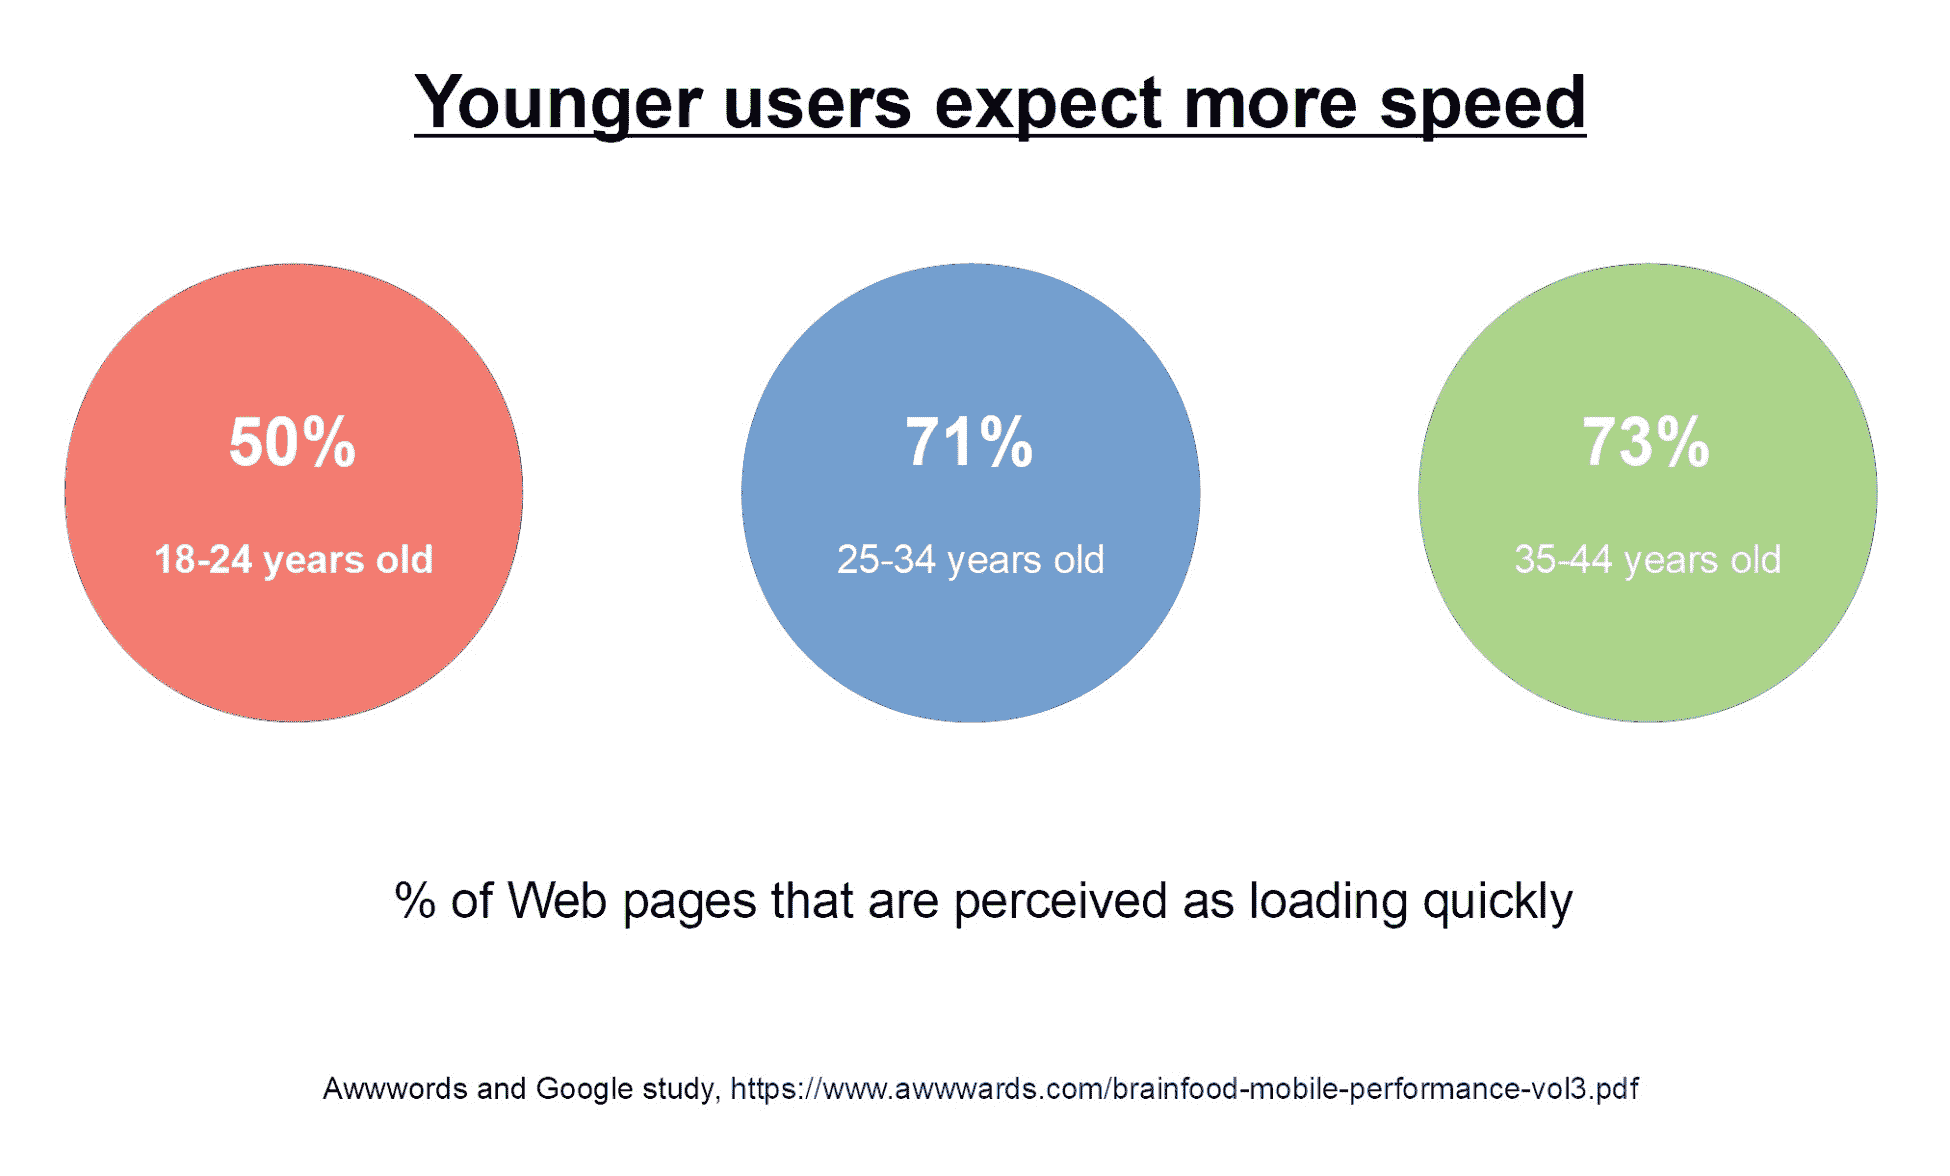 Younger users expect more speed
50%
18-24 years old
71%
25-34 years old
73%
35-44 years old
% of Web pages that are perceived as loading quickly
Awwwords and Google study, https://www.awwwards.com/brainfood-mobile-performance-vol3.pdf